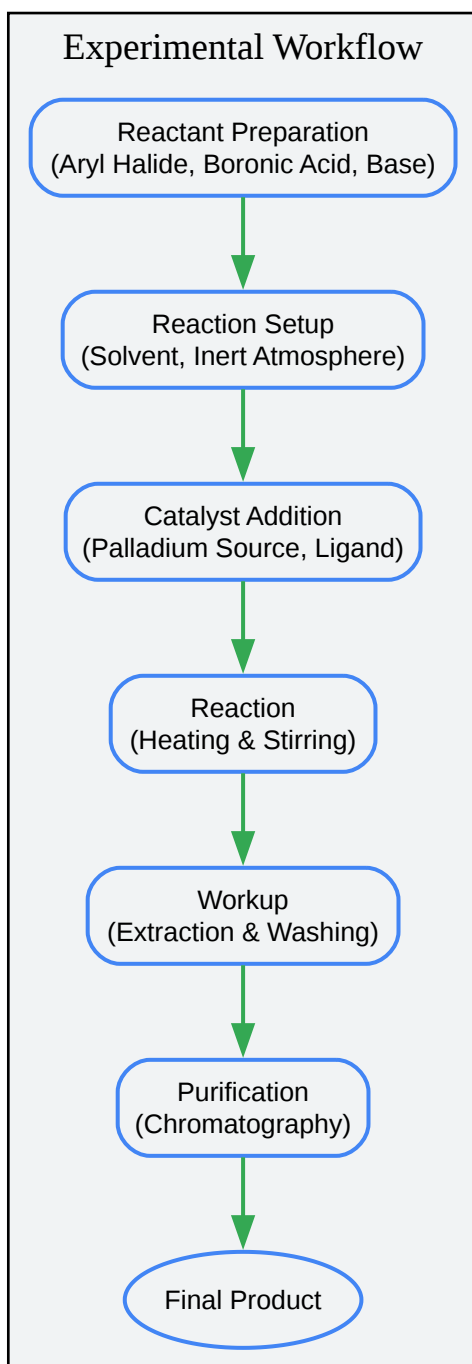 Experimental Workflow
Reactant Preparation
(Aryl Halide, Boronic Acid, Base)
Reaction Setup
(Solvent, Inert Atmosphere)
Catalyst Addition
(Palladium Source, Ligand)
Reaction
(Heating & Stirring)
Workup
(Extraction & Washing)
Purification
(Chromatography)
Final Product